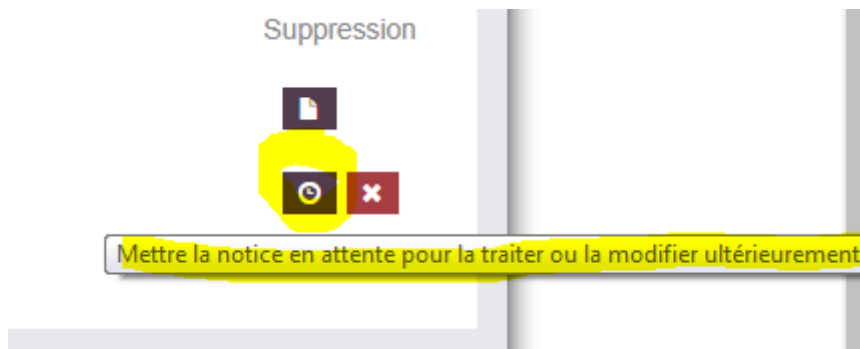 Suppression
Mettre la notice en attente pour la traiter ou la modifier ultérieurement